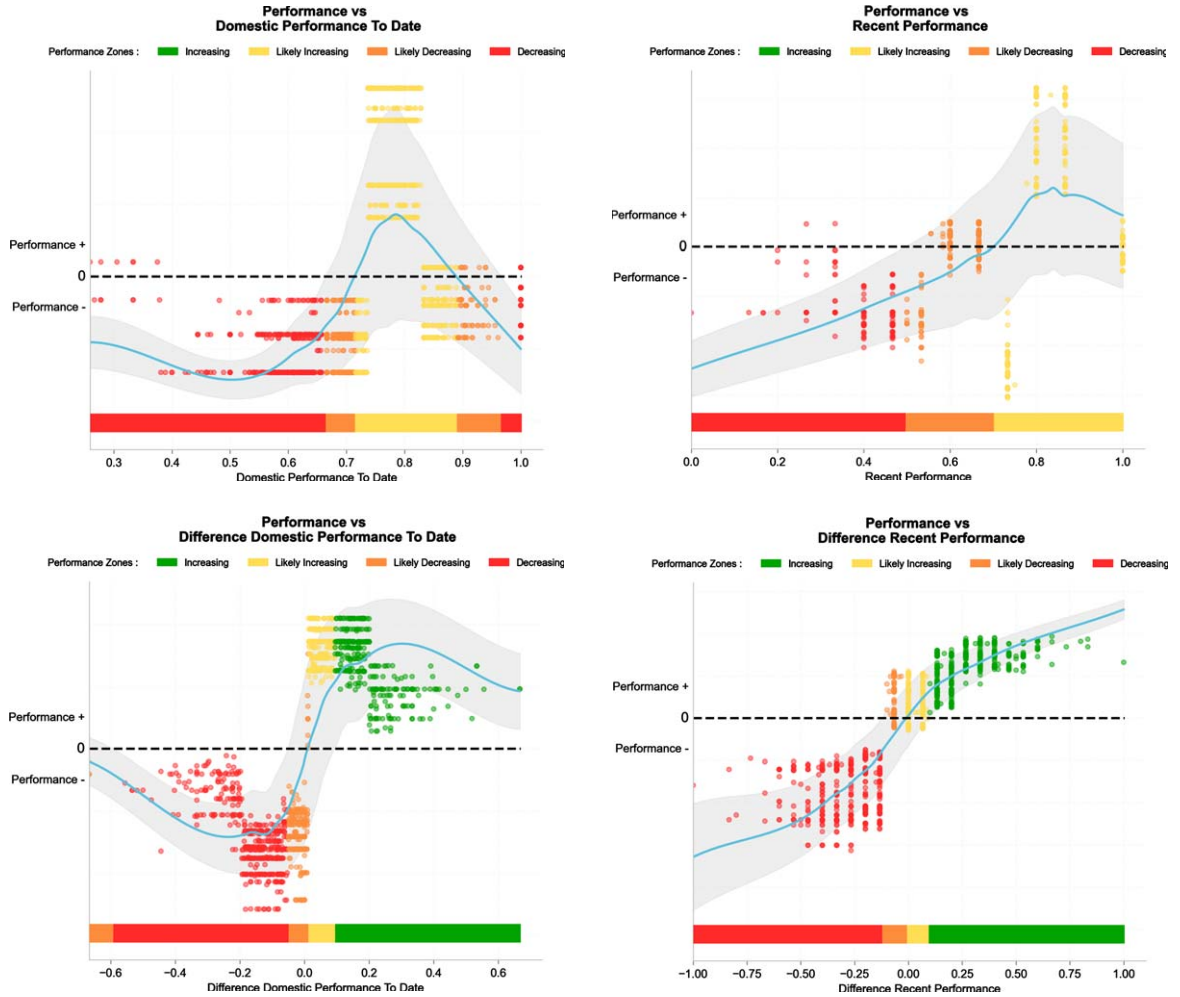 Performance vs
Domestic Performance To Date
Performance Zones : Increasing Likely Increasing Likely Decreasing Decreasing
Performance +
0
Performance -
0.3 0.4 0.5 0.6 0.7 0.8 0.9 1.0
Domestic Performance To Date
Performance vs
Recent Performance
Performance Zones : Increasing Likely Increasing Likely Decreasing Decreasing
Performance +
0
Performance -
0.0 0.2 0.4 0.6 0.8 1.0
Recent Performance
Performance vs
Difference Domestic Performance To Date
Performance Zones : Increasing Likely Increasing Likely Decreasing Decreasing
Performance +
0
Performance -
−0.6 −0.4 −0.2 0.0 0.2 0.4 0.6
Difference Domestic Performance To Date
Performance vs
Difference Recent Performance
Performance Zones : Increasing Likely Increasing Likely Decreasing Decreasing
Performance +
0
Performance -
−1.00 −0.75 −0.50 −0.25 0.00 0.25 0.50 0.75 1.00
Difference Recent Performance